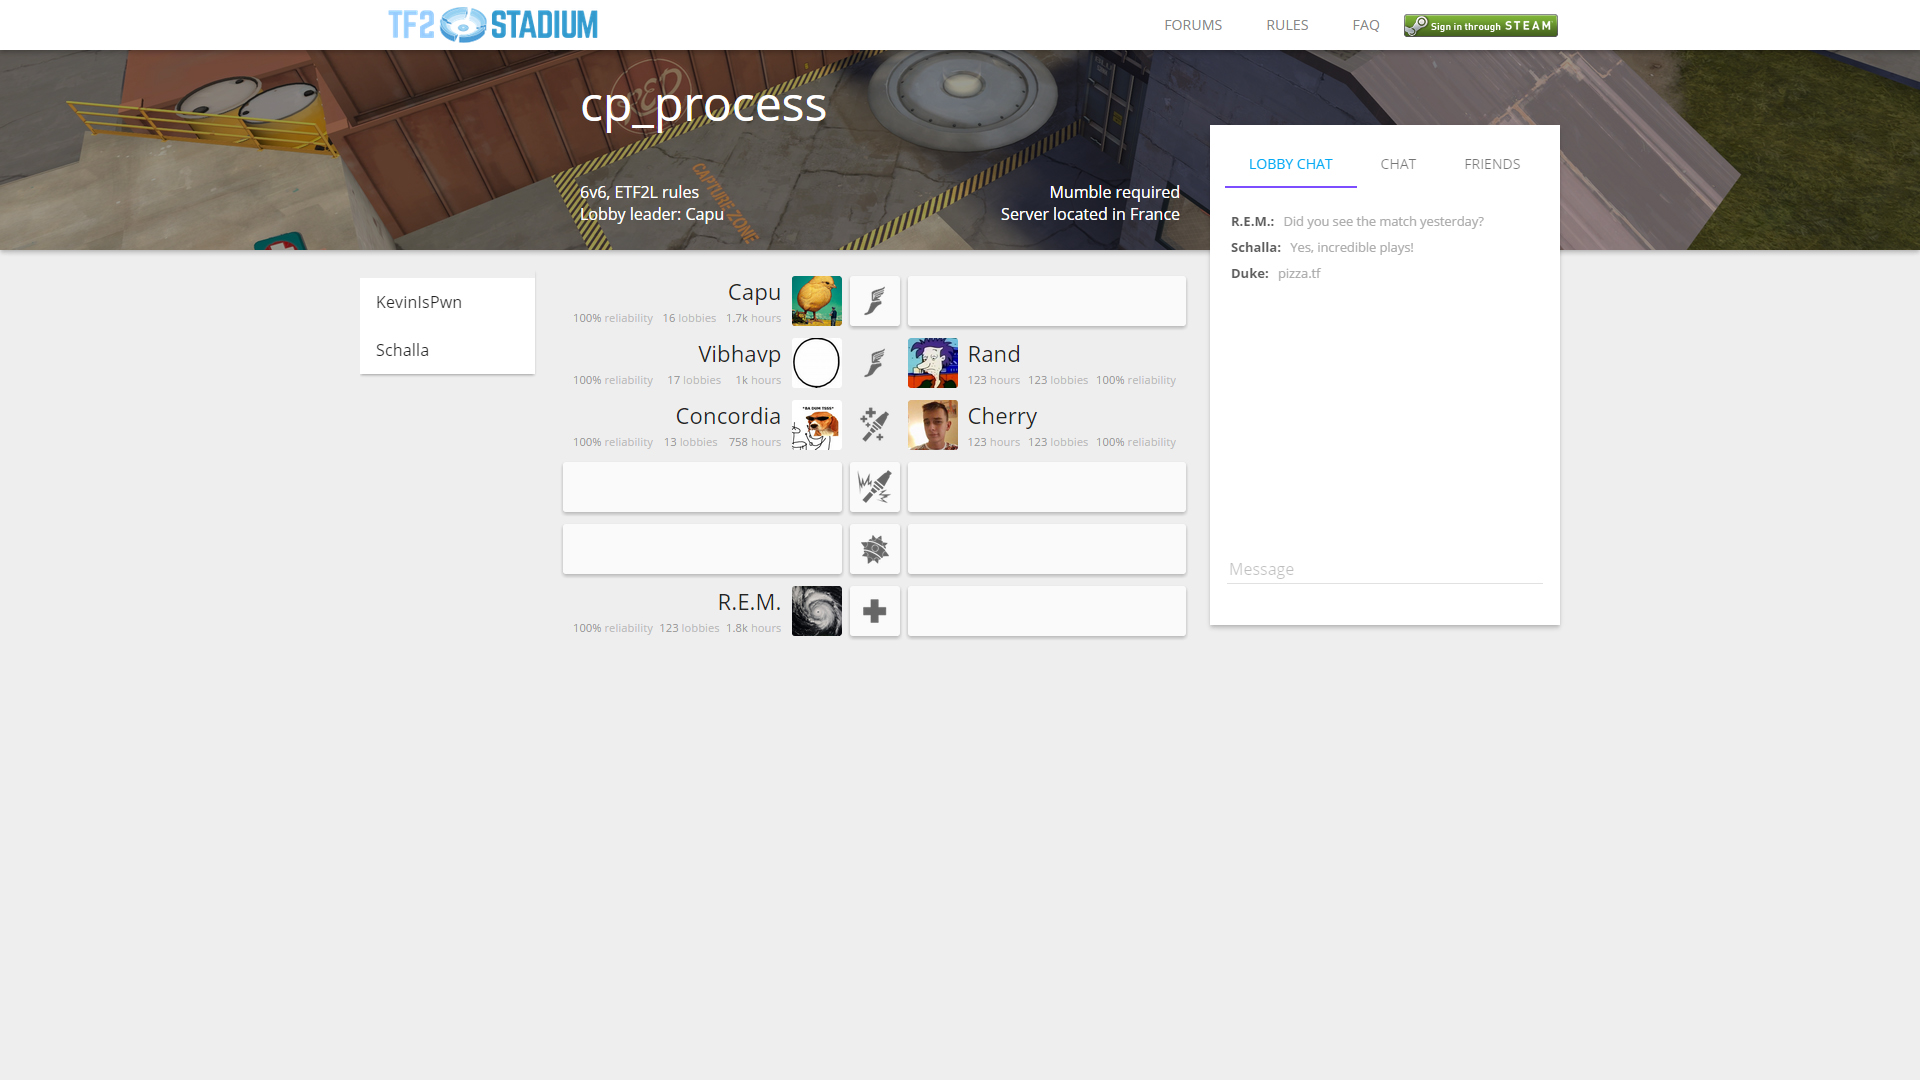 TF2 STADIUM
FORUMS
RULES
FAQ
Sign in through STEAM
cp_process
CAPTURE ZONE
6v6, ETF2L rules
Lobby leader: Capu
Mumble required
Server located in France
KevinIsPwn
Schalla
Capu
100% reliability 16 lobbies 1.7k hours
Vibhavp
100% reliability 17 lobbies 1k hours
Rand
123 hours 123 lobbies 100% reliability
Concordia
100% reliability 13 lobbies 758 hours
*BA DUM TSSS*
Cherry
123 hours 123 lobbies 100% reliability
R.E.M.
100% reliability 123 lobbies 1.8k hours
LOBBY CHAT
CHAT
FRIENDS
R.E.M.: Did you see the match yesterday?
Schalla: Yes, incredible plays!
Duke: pizza.tf
Message